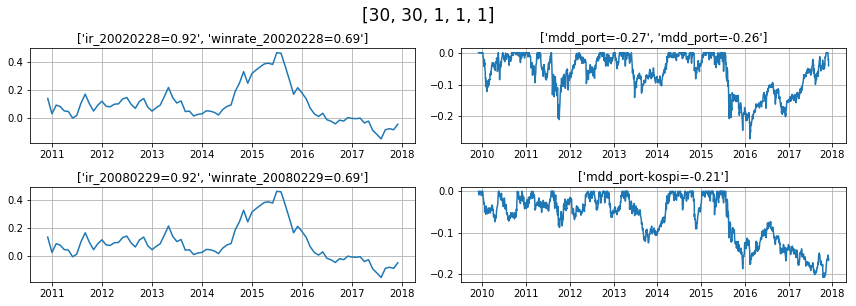 [30, 30, 1, 1, 1]
['ir_20020228=0.92', 'winrate_20020228=0.69']
0.4
0.2
0.0
2011 2012 2013 2014 2015 2016 2017 2018
['mdd_port=-0.27', 'mdd_port=-0.26']
0.0
−0.1
−0.2
2010 2011 2012 2013 2014 2015 2016 2017 2018
['ir_20080229=0.92', 'winrate_20080229=0.69']
0.4
0.2
0.0
2011 2012 2013 2014 2015 2016 2017 2018
['mdd_port-kospi=-0.21']
0.0
−0.1
−0.2
2010 2011 2012 2013 2014 2015 2016 2017 2018